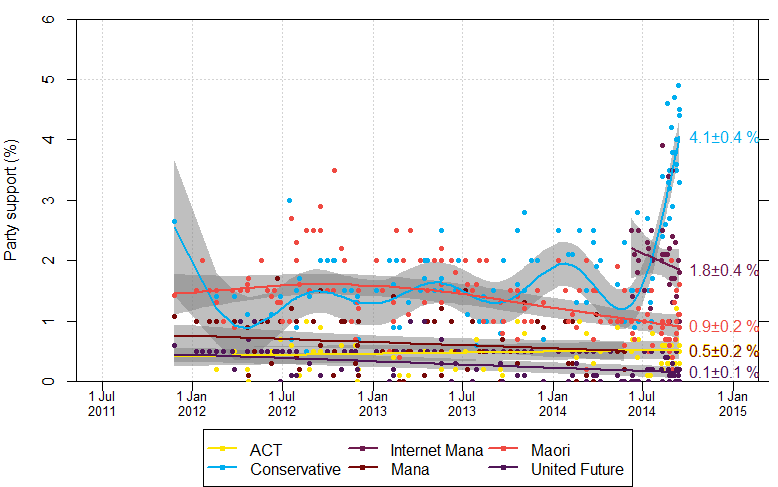 Party support (%)
6
5
4
3
2
1
0
4.1±0.4 %
1.8±0.4 %
0.9±0.2 %
0.5±0.2 %
0.1±0.1 %
1 Jul 2011
1 Jan 2012
1 Jul 2012
1 Jan 2013
1 Jul 2013
1 Jan 2014
1 Jul 2014
1 Jan 2015
ACT
Internet Mana
Maori
Conservative
Mana
United Future